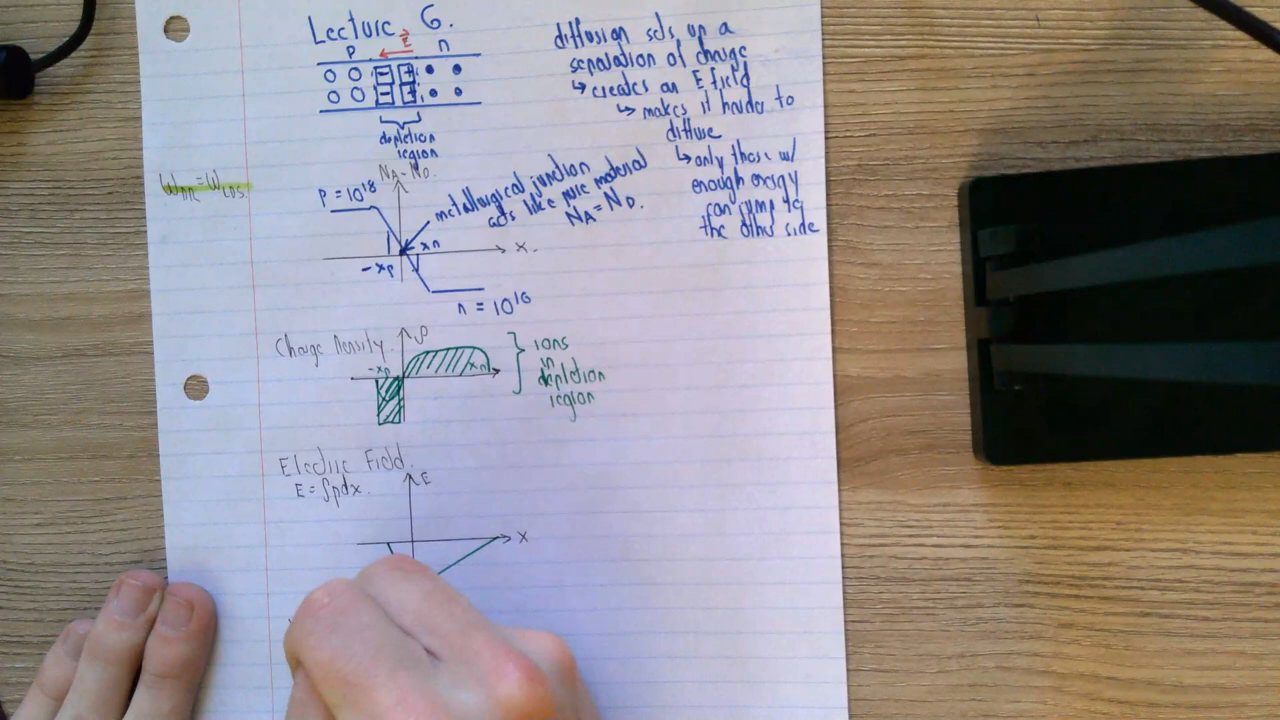 Lecture 6.
E
P
n
depletion
region
diffusion sets up a
separation of charge
↳ creates an E field
↳ makes it harder to
diffuse
↳ only those w/
enough energy
can jump to
the other side
NA - ND.
P = 10^18
metallurgical junction
acts like pure material
NA = ND.
xn
x
-xp
n = 10^16
Charge Density.
ρ
-xp
xn
ions
in
depletion
region
Electric Field.
E = ∫ρdx.
E
x